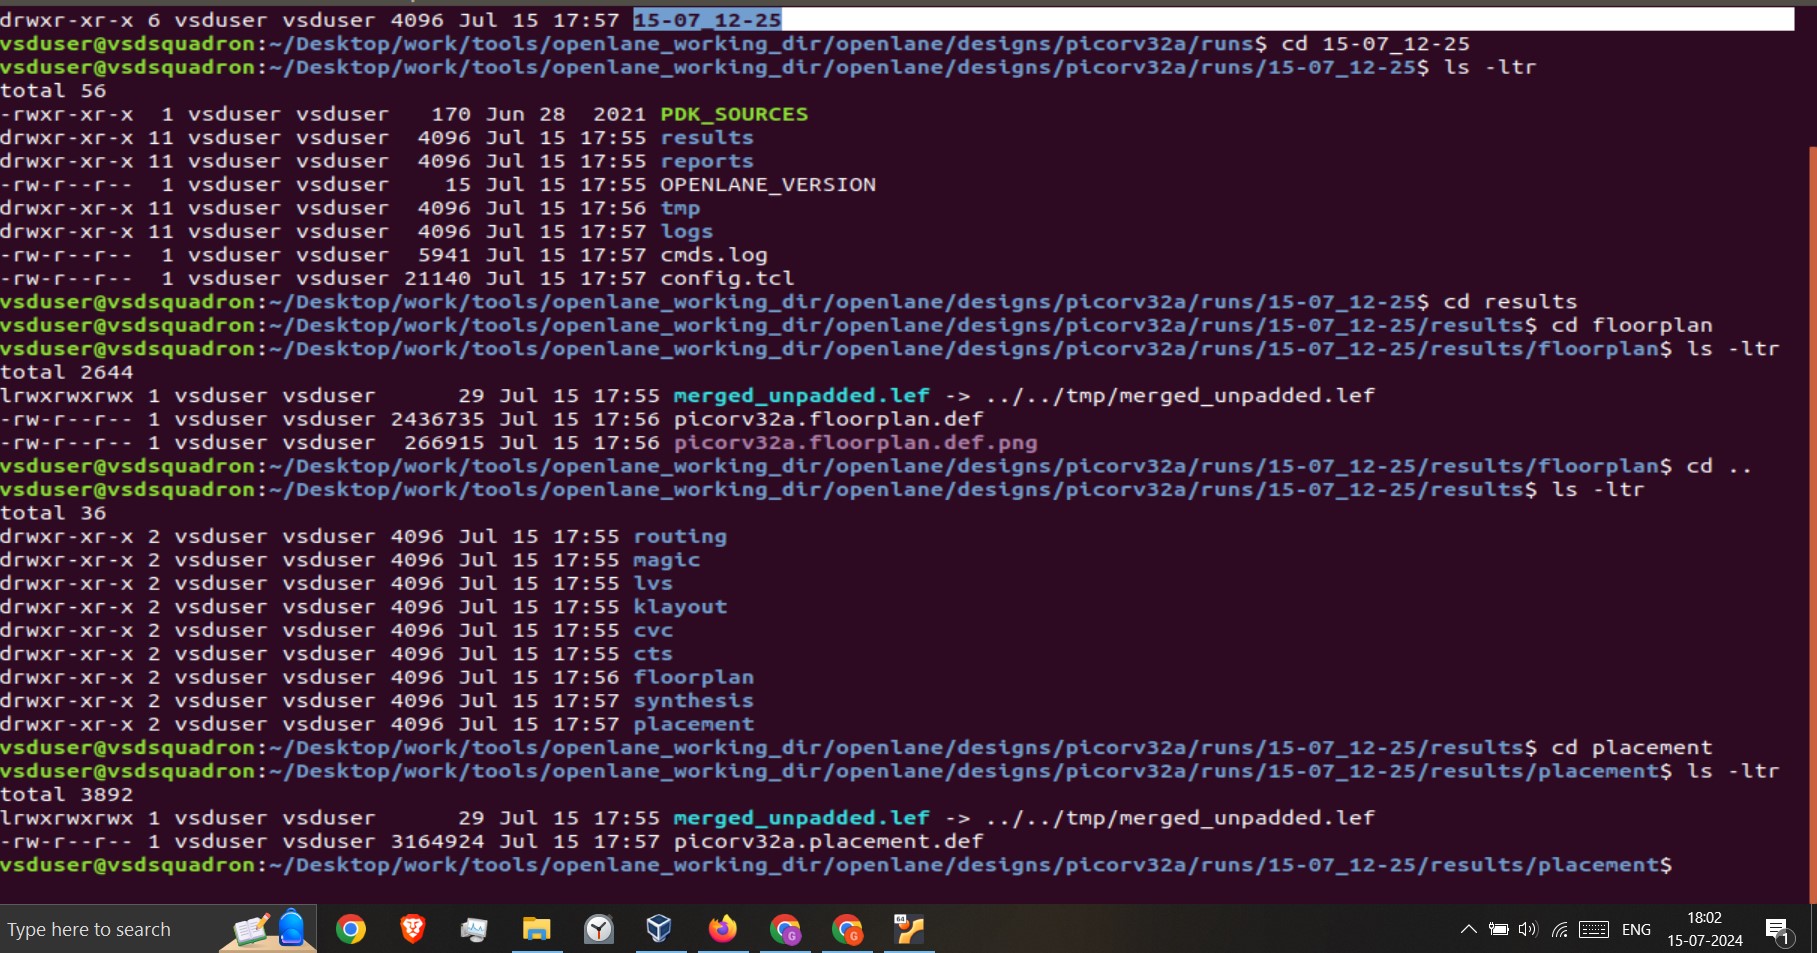 drwxr-xr-x 6 vsduser vsduser 4096 Jul 15 17:57 15-07_12-25
vsduser@vsdsquadron:~/Desktop/work/tools/openlane_working_dir/openlane/designs/picorv32a/runs$ cd 15-07_12-25
vsduser@vsdsquadron:~/Desktop/work/tools/openlane_working_dir/openlane/designs/picorv32a/runs/15-07_12-25$ ls -ltr
total 56
-rwxr-xr-x  1 vsduser vsduser   170 Jun 28  2021 PDK_SOURCES
drwxr-xr-x 11 vsduser vsduser  4096 Jul 15 17:55 results
drwxr-xr-x 11 vsduser vsduser  4096 Jul 15 17:55 reports
-rw-r--r--  1 vsduser vsduser    15 Jul 15 17:55 OPENLANE_VERSION
drwxr-xr-x 11 vsduser vsduser  4096 Jul 15 17:56 tmp
drwxr-xr-x 11 vsduser vsduser  4096 Jul 15 17:57 logs
-rw-r--r--  1 vsduser vsduser  5941 Jul 15 17:57 cmds.log
-rw-r--r--  1 vsduser vsduser 21140 Jul 15 17:57 config.tcl
vsduser@vsdsquadron:~/Desktop/work/tools/openlane_working_dir/openlane/designs/picorv32a/runs/15-07_12-25$ cd results
vsduser@vsdsquadron:~/Desktop/work/tools/openlane_working_dir/openlane/designs/picorv32a/runs/15-07_12-25/results$ cd floorplan
vsduser@vsdsquadron:~/Desktop/work/tools/openlane_working_dir/openlane/designs/picorv32a/runs/15-07_12-25/results/floorplan$ ls -ltr
total 2644
lrwxrwxrwx 1 vsduser vsduser      29 Jul 15 17:55 merged_unpadded.lef -> ../../tmp/merged_unpadded.lef
-rw-r--r-- 1 vsduser vsduser 2436735 Jul 15 17:56 picorv32a.floorplan.def
-rw-r--r-- 1 vsduser vsduser  266915 Jul 15 17:56 picorv32a.floorplan.def.png
vsduser@vsdsquadron:~/Desktop/work/tools/openlane_working_dir/openlane/designs/picorv32a/runs/15-07_12-25/results/floorplan$ cd ..
vsduser@vsdsquadron:~/Desktop/work/tools/openlane_working_dir/openlane/designs/picorv32a/runs/15-07_12-25/results$ ls -ltr
total 36
drwxr-xr-x 2 vsduser vsduser 4096 Jul 15 17:55 routing
drwxr-xr-x 2 vsduser vsduser 4096 Jul 15 17:55 magic
drwxr-xr-x 2 vsduser vsduser 4096 Jul 15 17:55 lvs
drwxr-xr-x 2 vsduser vsduser 4096 Jul 15 17:55 klayout
drwxr-xr-x 2 vsduser vsduser 4096 Jul 15 17:55 cvc
drwxr-xr-x 2 vsduser vsduser 4096 Jul 15 17:55 cts
drwxr-xr-x 2 vsduser vsduser 4096 Jul 15 17:56 floorplan
drwxr-xr-x 2 vsduser vsduser 4096 Jul 15 17:57 synthesis
drwxr-xr-x 2 vsduser vsduser 4096 Jul 15 17:57 placement
vsduser@vsdsquadron:~/Desktop/work/tools/openlane_working_dir/openlane/designs/picorv32a/runs/15-07_12-25/results$ cd placement
vsduser@vsdsquadron:~/Desktop/work/tools/openlane_working_dir/openlane/designs/picorv32a/runs/15-07_12-25/results/placement$ ls -ltr
total 3892
lrwxrwxrwx 1 vsduser vsduser      29 Jul 15 17:55 merged_unpadded.lef -> ../../tmp/merged_unpadded.lef
-rw-r--r-- 1 vsduser vsduser 3164924 Jul 15 17:57 picorv32a.placement.def
vsduser@vsdsquadron:~/Desktop/work/tools/openlane_working_dir/openlane/designs/picorv32a/runs/15-07_12-25/results/placement$
Type here to search
G
G
64
ENG
18:02
15-07-2024
1